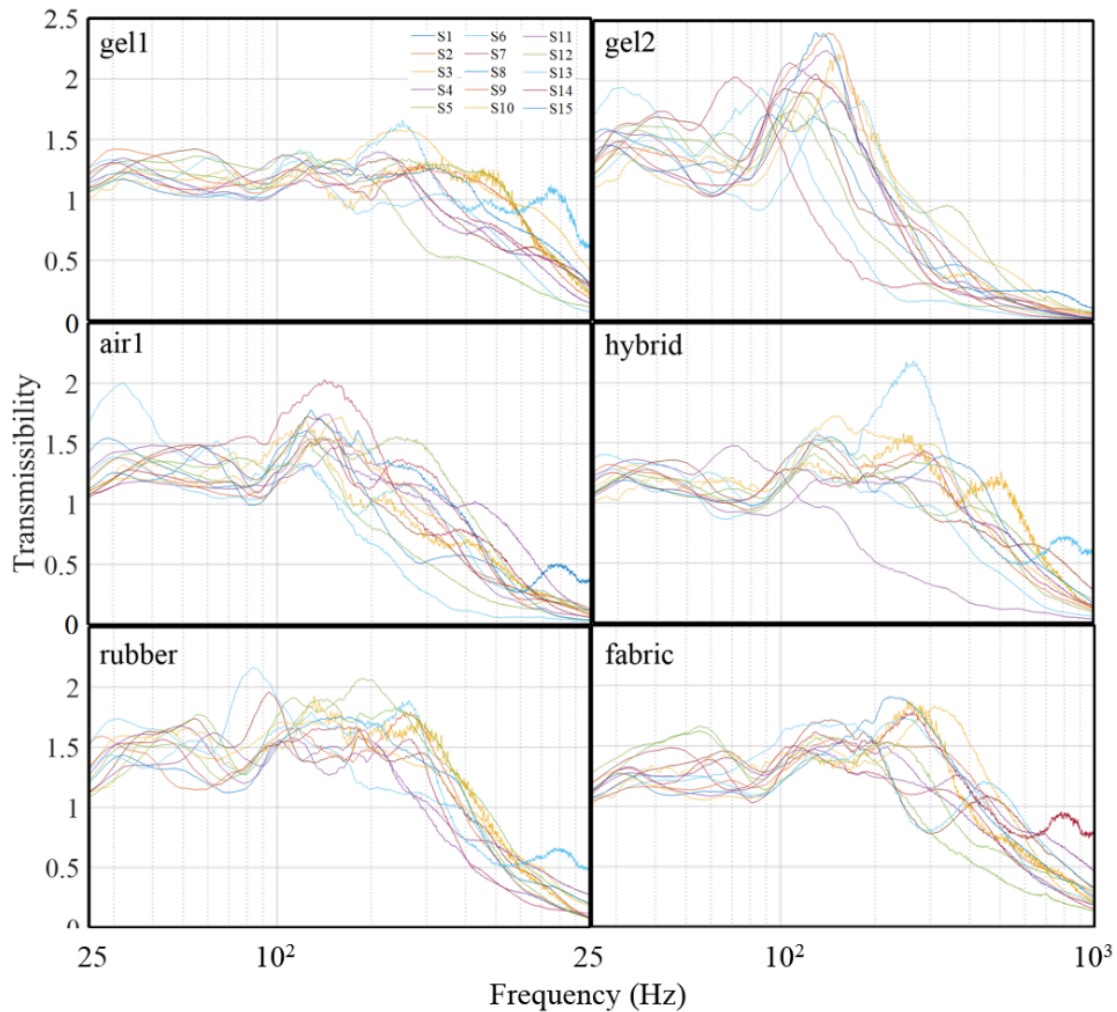 2.5
gel1
S1 S6 S11
S2 S7 S12
S3 S8 S13
S4 S9 S14
S5 S10 S15
gel2
2
1.5
1
0.5
0
air1
hybrid
2
1.5
1
0.5
0
rubber
fabric
2
1.5
1
0.5
0
Transmissibility
25 10² 25 10² 10³
Frequency (Hz)